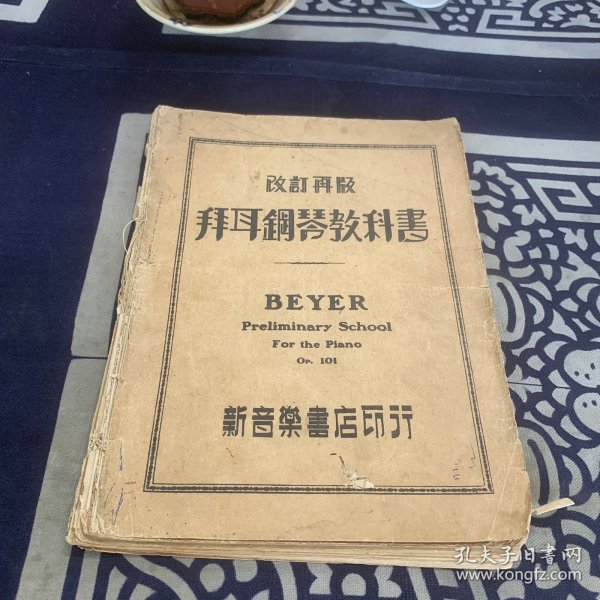 改訂再版
拜耳鋼琴教科書
BEYER
Preliminary School
For the Piano
Op. 101
新音樂書店印行
孔夫子旧書网
www.kongfz.com